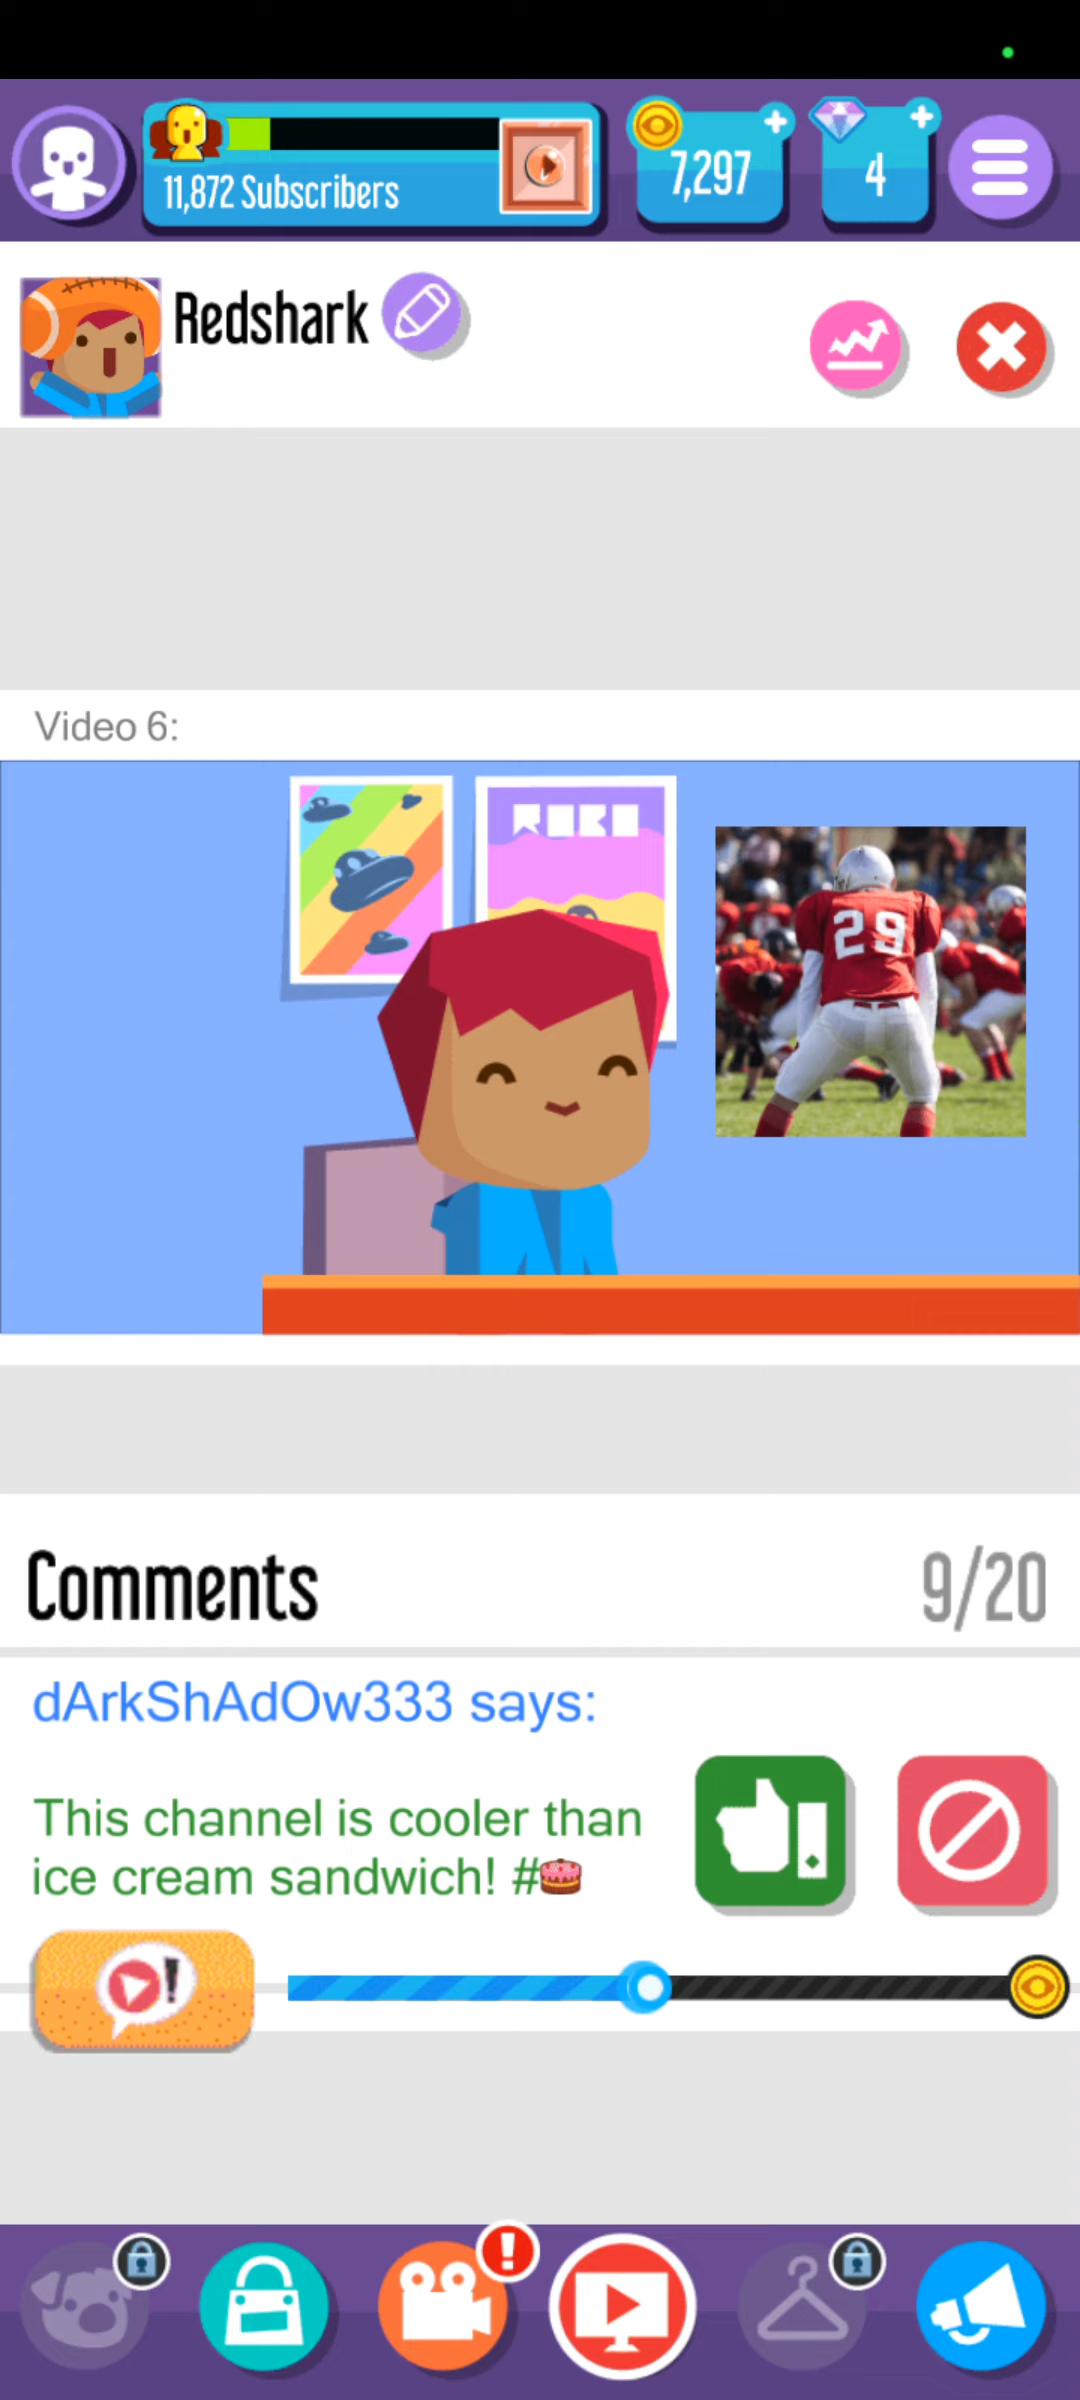 11,872 Subscribers
7,297
4
Redshark
Video 6:
ROKO
29
Comments
9/20
dArkShAdOw333 says:
This channel is cooler than
ice cream sandwich! #🎂
!
!